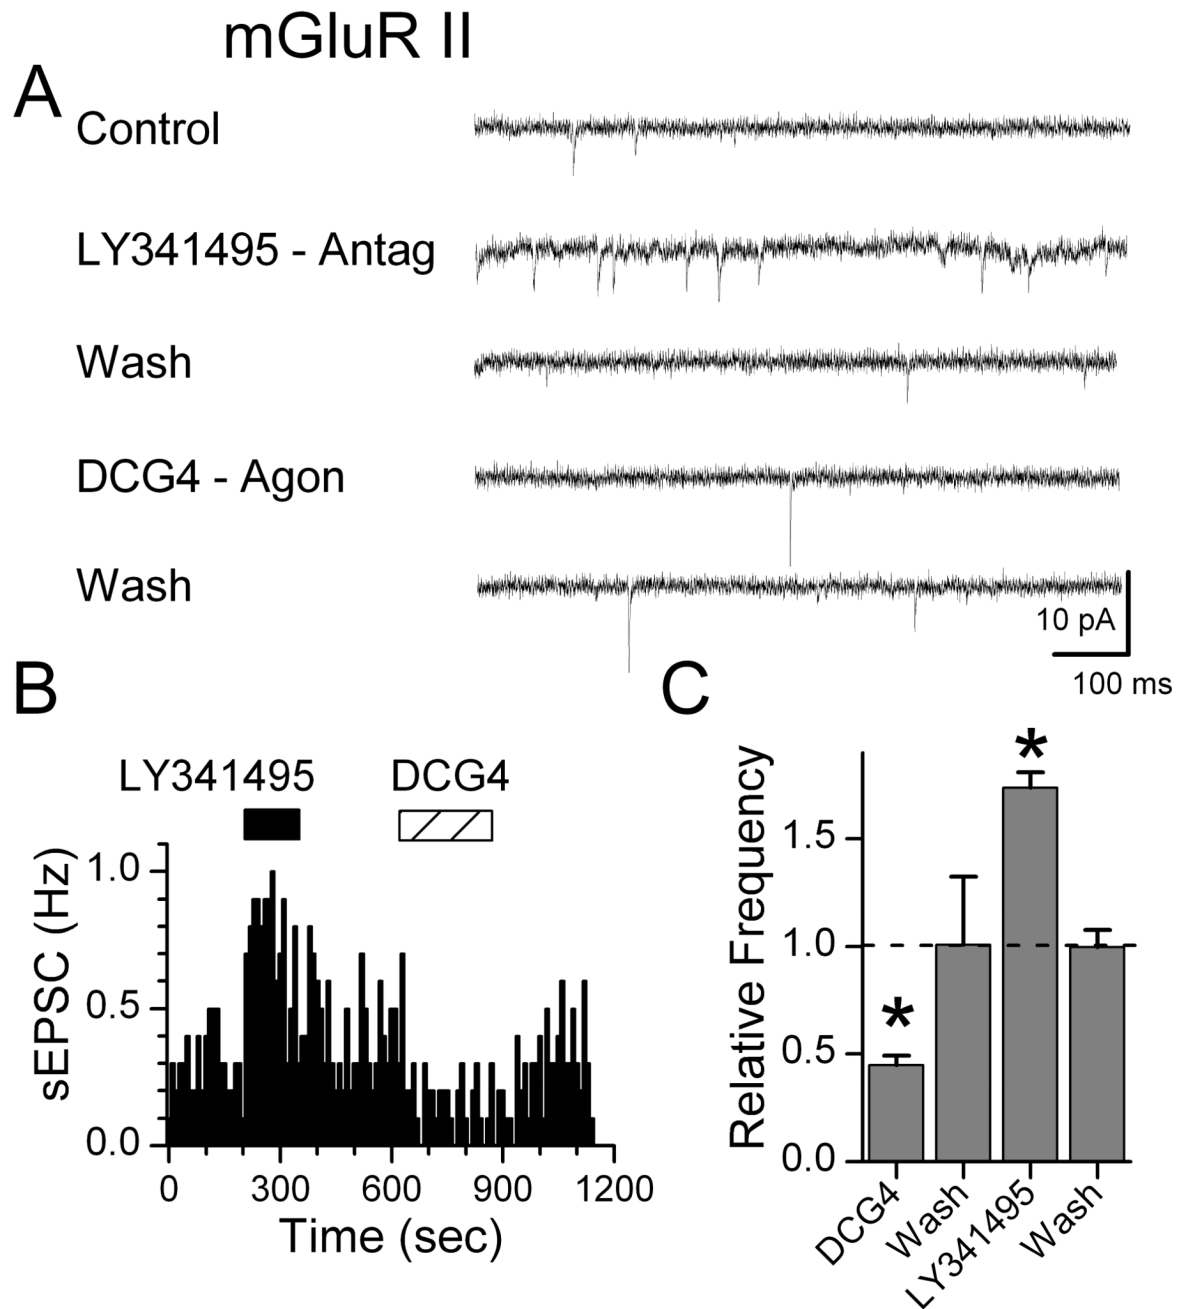 mGluR II
A
Control
LY341495 - Antag
Wash
DCG4 - Agon
Wash
10 pA
100 ms
B
LY341495
DCG4
sEPSC (Hz)
1.0
0.5
0.0
0 300 600 900 1200
Time (sec)
C
*
*
Relative Frequency
1.5
1.0
0.5
0.0
DCG4
Wash
LY341495
Wash